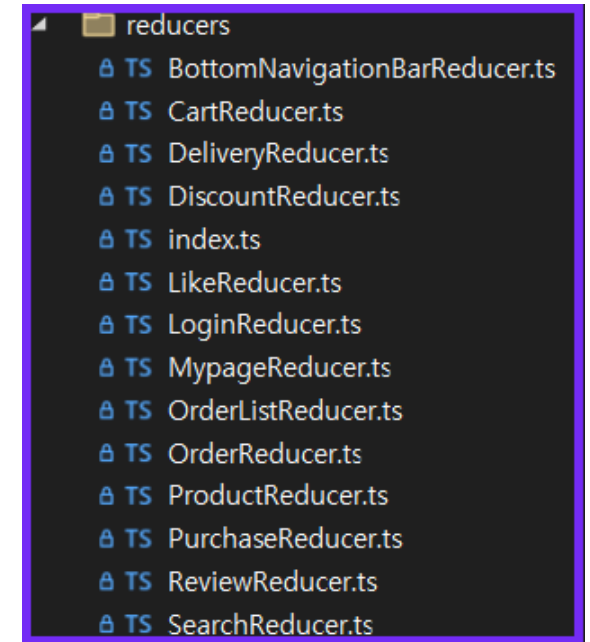 reducers
TS BottomNavigationBarReducer.ts
TS CartReducer.ts
TS DeliveryReducer.ts
TS DiscountReducer.ts
TS index.ts
TS LikeReducer.ts
TS LoginReducer.ts
TS MypageReducer.ts
TS OrderListReducer.ts
TS OrderReducer.ts
TS ProductReducer.ts
TS PurchaseReducer.ts
TS ReviewReducer.ts
TS SearchReducer.ts